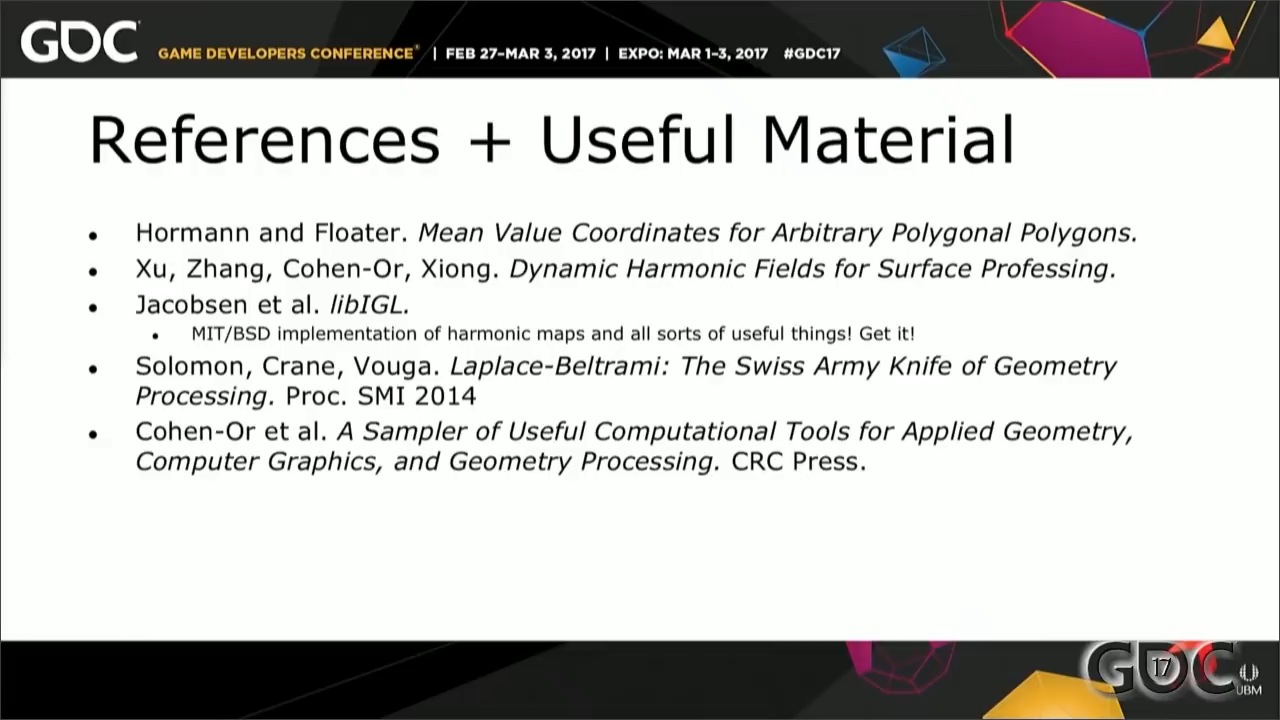 GDC GAME DEVELOPERS CONFERENCE® | FEB 27–MAR 3, 2017 | EXPO: MAR 1–3, 2017 #GDC17
References + Useful Material
• Hormann and Floater. Mean Value Coordinates for Arbitrary Polygonal Polygons.
• Xu, Zhang, Cohen-Or, Xiong. Dynamic Harmonic Fields for Surface Professing.
• Jacobsen et al. libIGL.
• MIT/BSD implementation of harmonic maps and all sorts of useful things! Get it!
• Solomon, Crane, Vouga. Laplace-Beltrami: The Swiss Army Knife of Geometry
Processing. Proc. SMI 2014
• Cohen-Or et al. A Sampler of Useful Computational Tools for Applied Geometry,
Computer Graphics, and Geometry Processing. CRC Press.
GDC 17
UBM